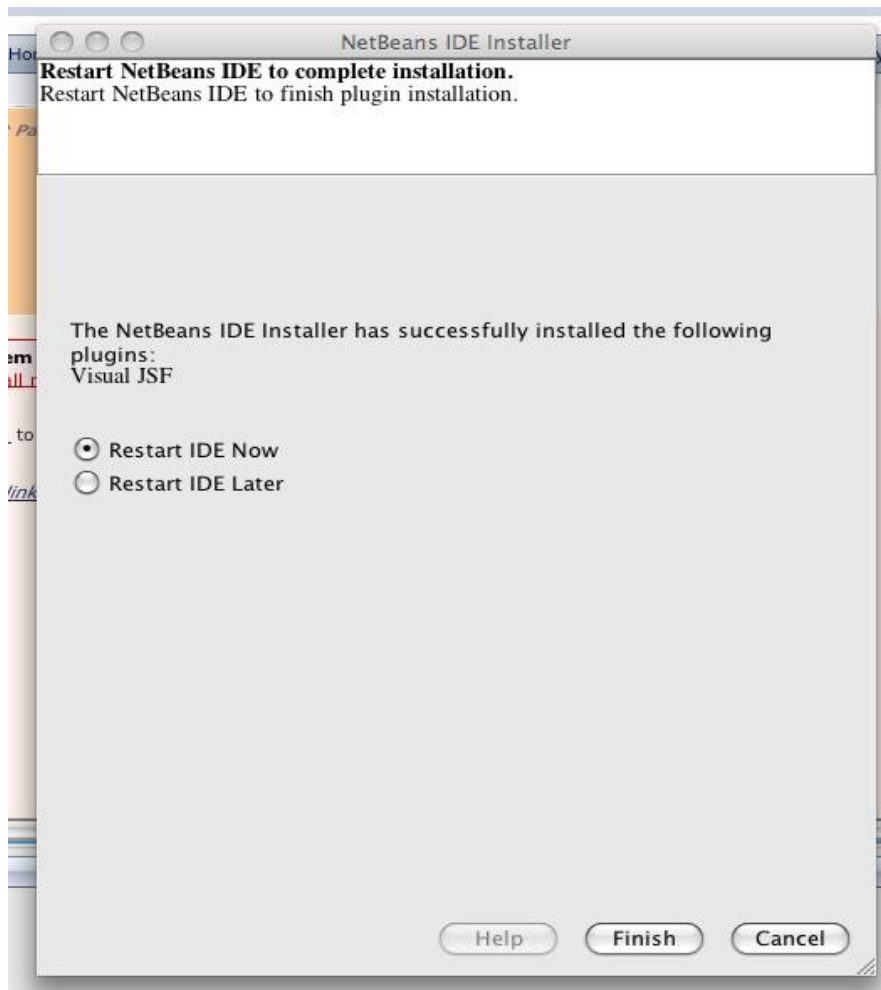 NetBeans IDE Installer
Restart NetBeans IDE to complete installation.
Restart NetBeans IDE to finish plugin installation.
The NetBeans IDE Installer has successfully installed the following
plugins:
Visual JSF
Restart IDE Now
Restart IDE Later
to
Help
Finish
Cancel